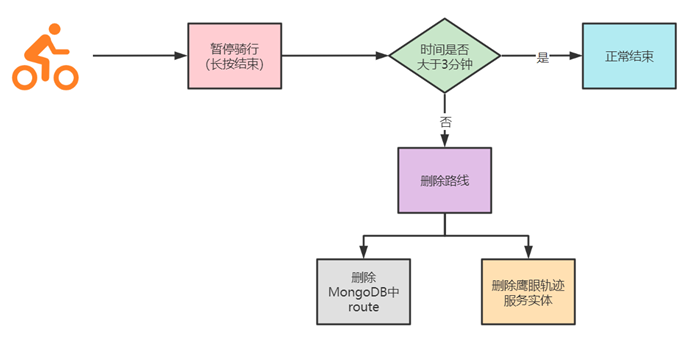 暂停骑行
(长按结束)
时间是否
大于3分钟
是
正常结束
否
删除路线
删除
MongoDB中
route
删除鹰眼轨迹
服务实体